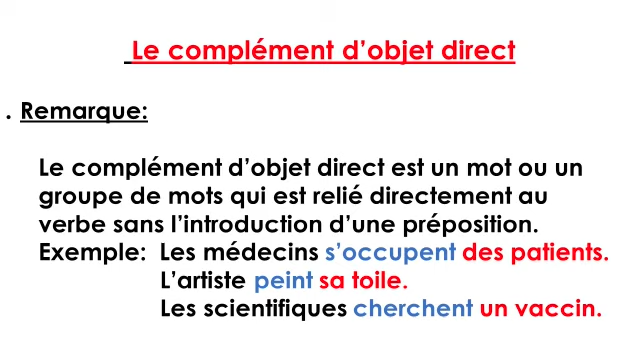 Le complément d’objet direct
. Remarque:
Le complément d’objet direct est un mot ou un
groupe de mots qui est relié directement au
verbe sans l’introduction d’une préposition.
Exemple: Les médecins s’occupent des patients.
L’artiste peint sa toile.
Les scientifiques cherchent un vaccin.